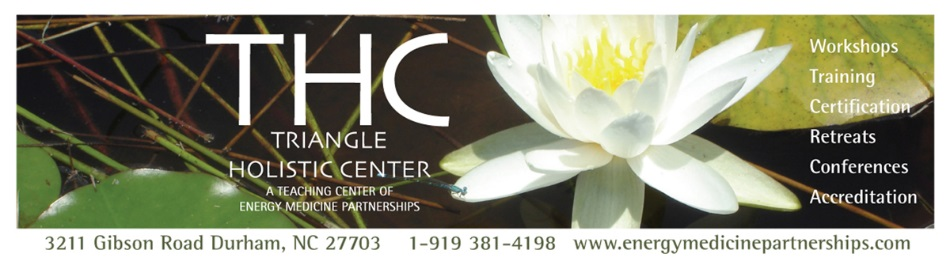 THC
TRIANGLE
HOLISTIC CENTER
A TEACHING CENTER OF
ENERGY MEDICINE PARTNERSHIPS
Workshops
Training
Certification
Retreats
Conferences
Accreditation
3211 Gibson Road Durham, NC 27703 1-919 381-4198 www.energymedicinepartnerships.com